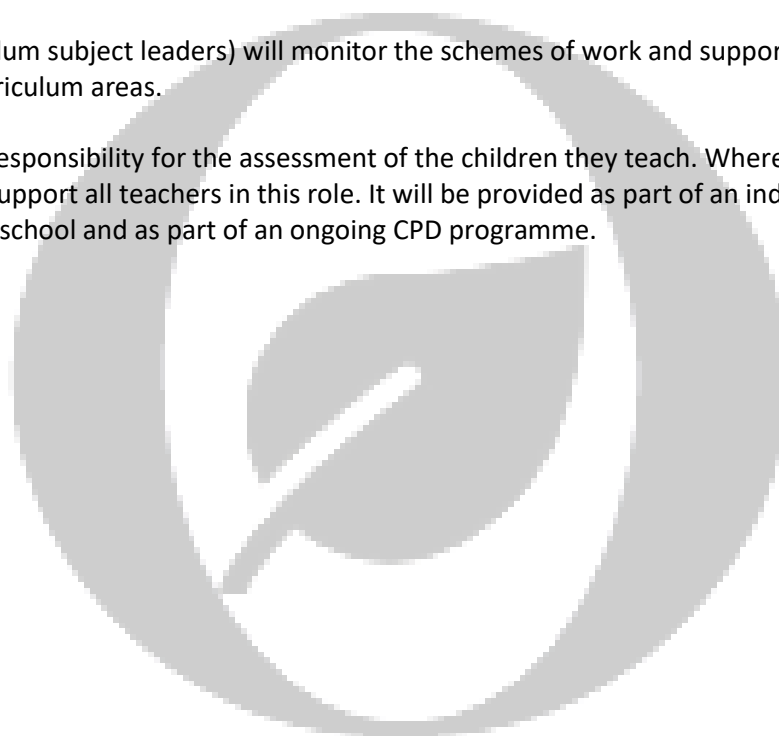 lum subject leaders) will monitor the schemes of work and suppor
riculum areas.
esponsibility for the assessment of the children they teach. Where
upport all teachers in this role. It will be provided as part of an ind
school and as part of an ongoing CPD programme.